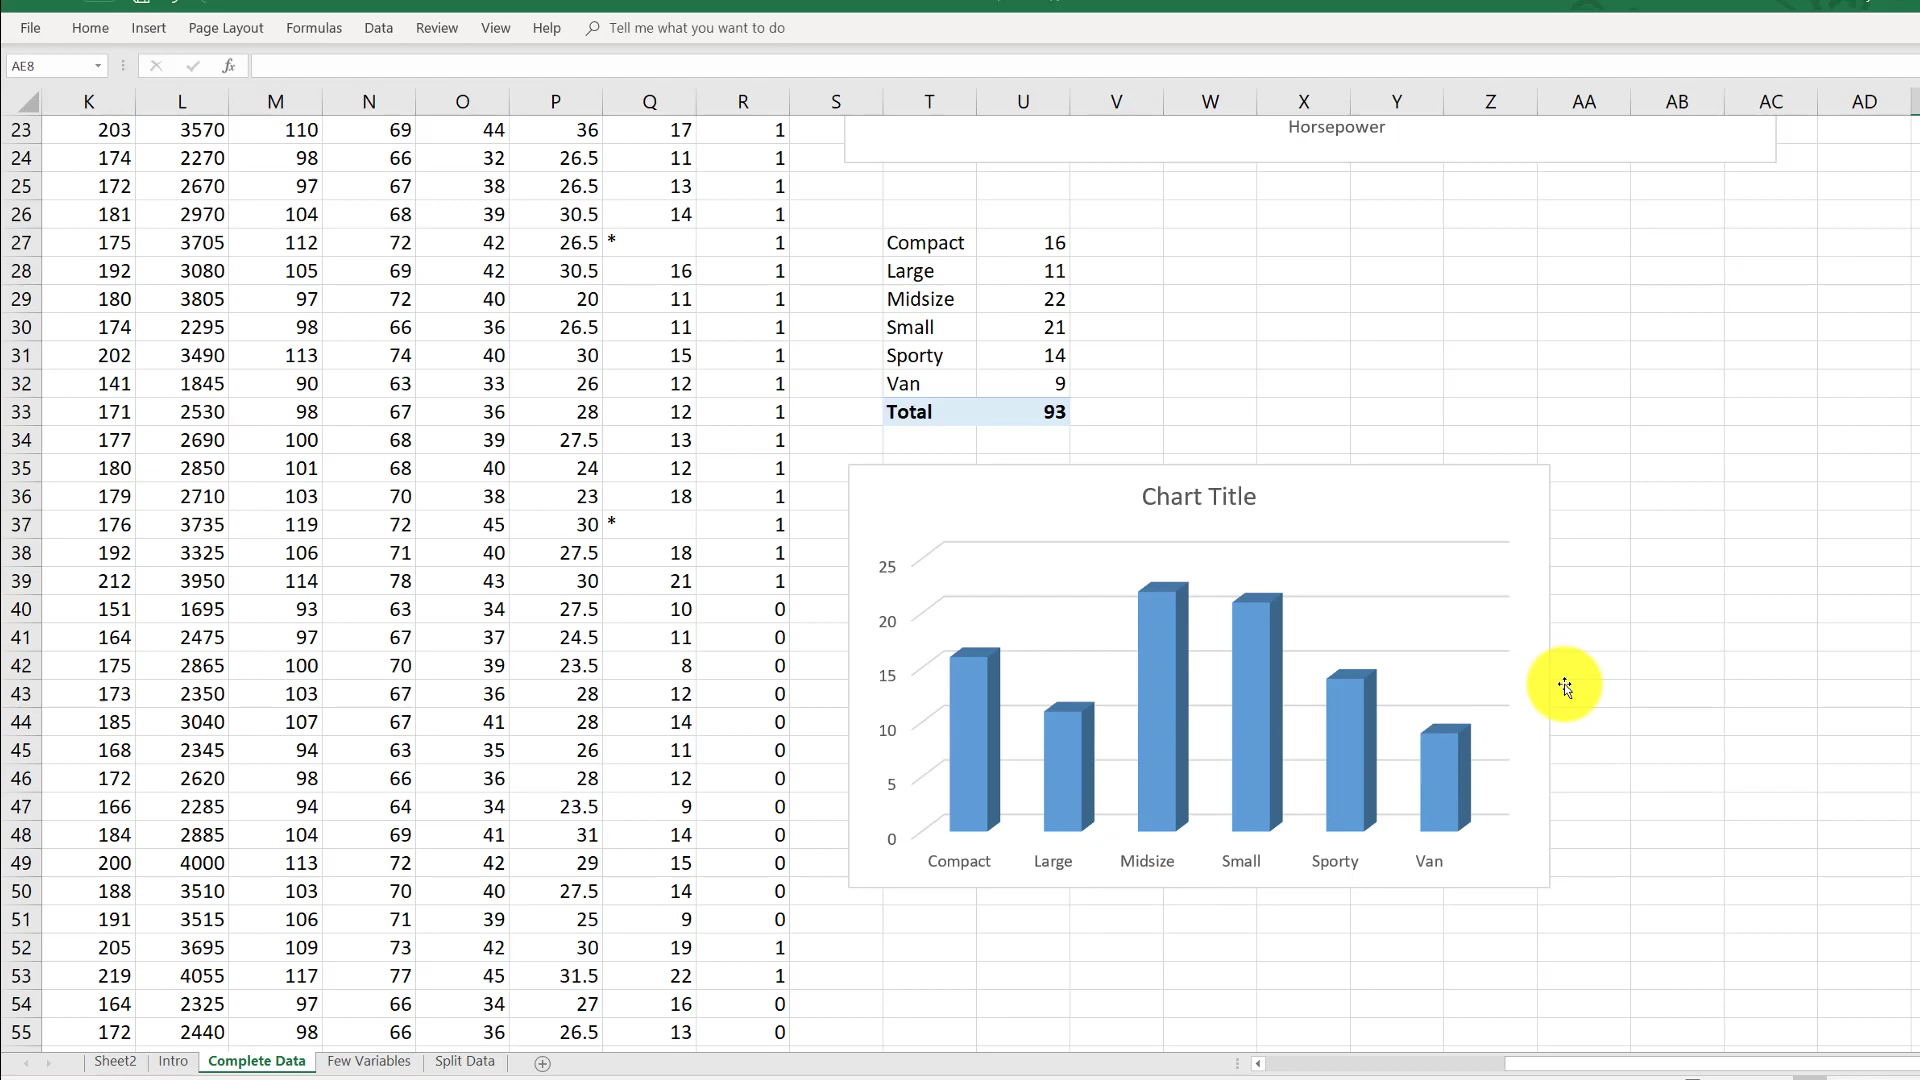 File Home Insert Page Layout Formulas Data Review View Help Tell me what you want to do
AE8 fx
K L M N O P Q R S T U V W X Y Z AA AB AC AD
23 203 3570 110 69 44 36 17 1 Horsepower
24 174 2270 98 66 32 26.5 11 1
25 172 2670 97 67 38 26.5 13 1
26 181 2970 104 68 39 30.5 14 1
27 175 3705 112 72 42 26.5 * 1 Compact 16
28 192 3080 105 69 42 30.5 16 1 Large 11
29 180 3805 97 72 40 20 11 1 Midsize 22
30 174 2295 98 66 36 26.5 11 1 Small 21
31 202 3490 113 74 40 30 15 1 Sporty 14
32 141 1845 90 63 33 26 12 1 Van 9
33 171 2530 98 67 36 28 12 1 Total 93
34 177 2690 100 68 39 27.5 13 1
35 180 2850 101 68 40 24 12 1
36 179 2710 103 70 38 23 18 1
37 176 3735 119 72 45 30 * 1
38 192 3325 106 71 40 27.5 18 1
39 212 3950 114 78 43 30 21 1
40 151 1695 93 63 34 27.5 10 0
41 164 2475 97 67 37 24.5 11 0
42 175 2865 100 70 39 23.5 8 0
43 173 2350 103 67 36 28 12 0
44 185 3040 107 67 41 28 14 0
45 168 2345 94 63 35 26 11 0
46 172 2620 98 66 36 28 12 0
47 166 2285 94 64 34 23.5 9 0
48 184 2885 104 69 41 31 14 0
49 200 4000 113 72 42 29 15 0
50 188 3510 103 70 40 27.5 14 0
51 191 3515 106 71 39 25 9 0
52 205 3695 109 73 42 30 19 1
53 219 4055 117 77 45 31.5 22 1
54 164 2325 97 66 34 27 16 0
55 172 2440 98 66 36 26.5 13 0
Chart Title
25
20
15
10
5
0
Compact Large Midsize Small Sporty Van
Sheet2 Intro Complete Data Few Variables Split Data